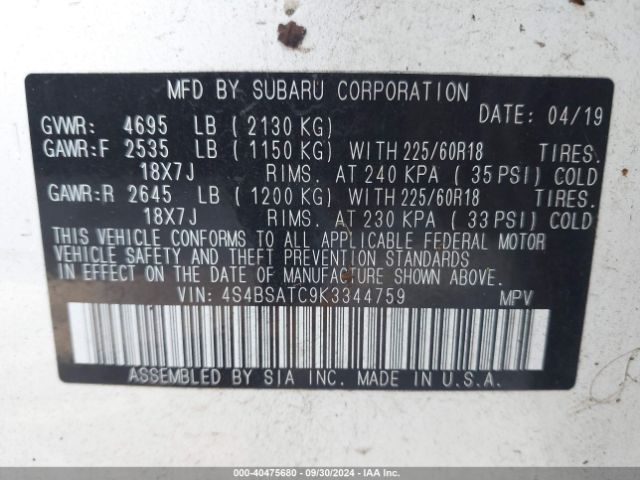 MFD BY SUBARU CORPORATION
DATE: 04/19
GVWR: 4695 LB ( 2130 KG)
GAWR:F 2535 LB ( 1150 KG) WITH 225/60R18 TIRES.
18X7J RIMS. AT 240 KPA ( 35 PSI) COLD
GAWR:R 2645 LB ( 1200 KG) WITH 225/60R18 TIRES.
18X7J RIMS. AT 230 KPA ( 33 PSI) COLD
THIS VEHICLE CONFORMS TO ALL APPLICABLE FEDERAL MOTOR
VEHICLE SAFETY AND THEFT PREVENTION STANDARDS
IN EFFECT ON THE DATE OF MANUFACTURE SHOWN ABOVE.
VIN: 4S4BSATC9K3344759 MPV
ASSEMBLED BY SIA INC. MADE IN U.S.A.
000-40475680 - 09/30/2024 - IAAI.COM